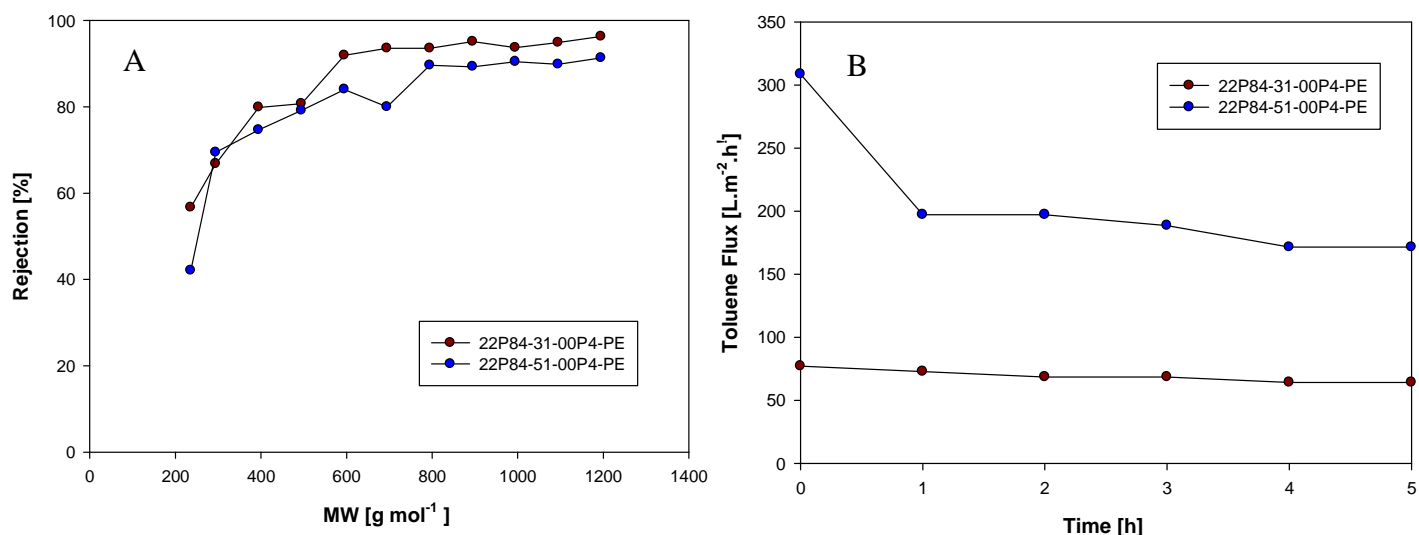 A
Rejection [%]
100
80
60
40
20
0
22P84-31-00P4-PE
22P84-51-00P4-PE
0 200 400 600 800 1000 1200 1400
MW [g mol-1 ]
B
Toluene Flux [L.m-2.h!]
350
300
250
200
150
100
50
0
22P84-31-00P4-PE
22P84-51-00P4-PE
0 1 2 3 4 5
Time [h]